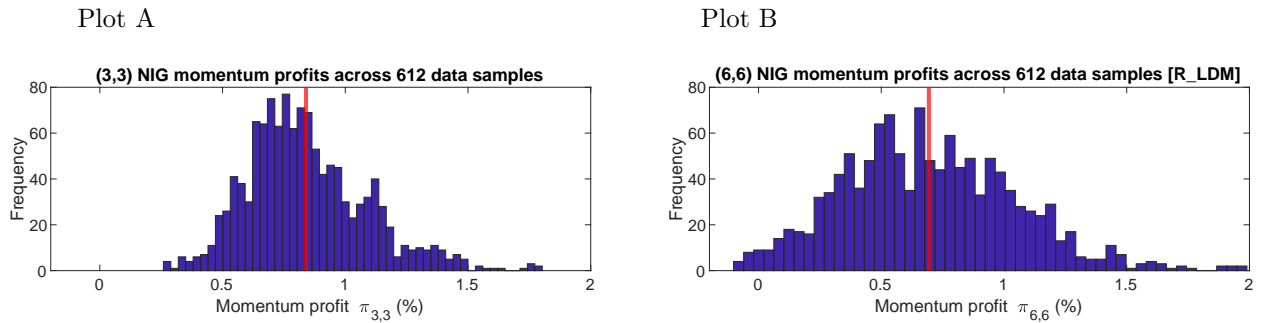 Plot A
(3,3) NIG momentum profits across 612 data samples
80
60
40
20
0
Frequency
0 0.5 1 1.5 2
Momentum profit π3,3 (%)
Plot B
(6,6) NIG momentum profits across 612 data samples [R_LDM]
80
60
40
20
0
Frequency
0 0.5 1 1.5 2
Momentum profit π6,6 (%)